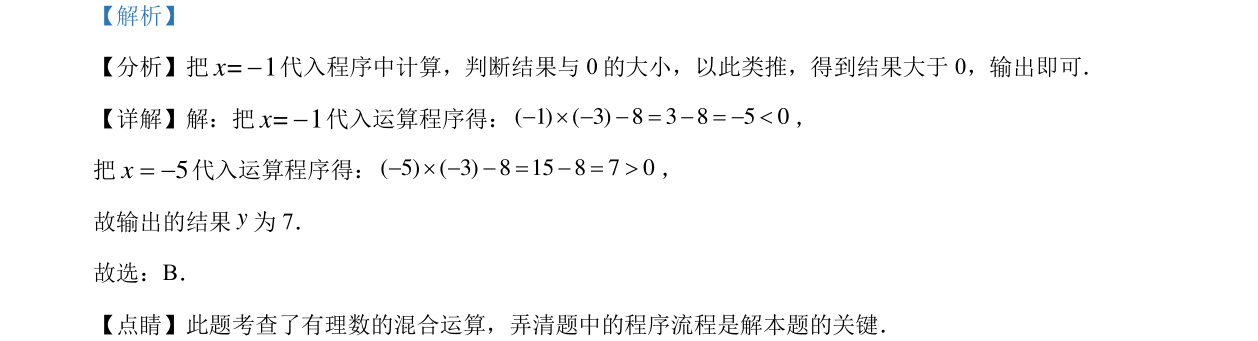 【解析】
【分析】把 x=－1代入程序中计算，判断结果与 0 的大小，以此类推，得到结果大于 0，输出即可．
【详解】解：把 x=－1代入运算程序得：(−1)×(−3)−8=3−8=−5<0，
把 x=−5代入运算程序得：(−5)×(−3)−8=15−8=7>0，
故输出的结果 y 为 7．
故选：B．
【点睛】此题考查了有理数的混合运算，弄清题中的程序流程是解本题的关键．